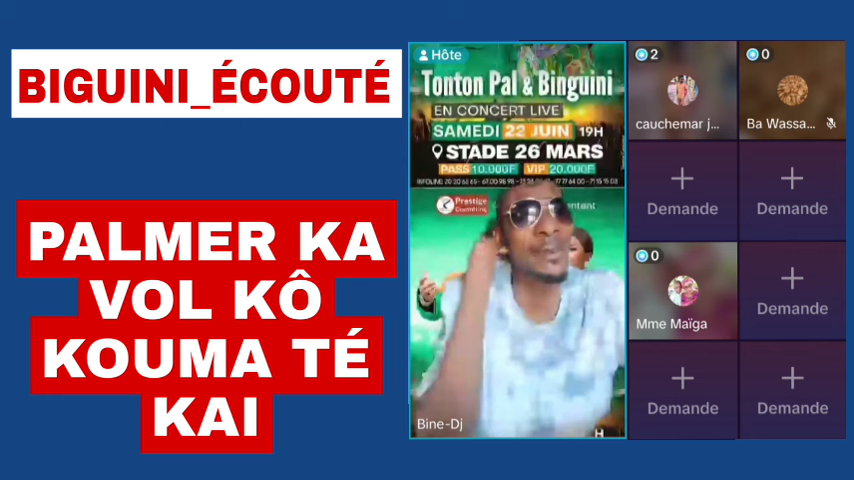 BIGUINI_ÉCOUTÉ
PALMER KA
VOL KÔ
KOUMA TÉ
KAI
Hôte
Tonton Pal & Binguini
EN CONCERT LIVE
SAMEDI 22 JUIN 19H
STADE 26 MARS
PASS 10.000F VIP 20.000F
Prestige
Bine-Dj
2
cauchemar j...
0
Ba Wassa...
Demande
Demande
0
Mme Maïga
Demande
Demande
Demande